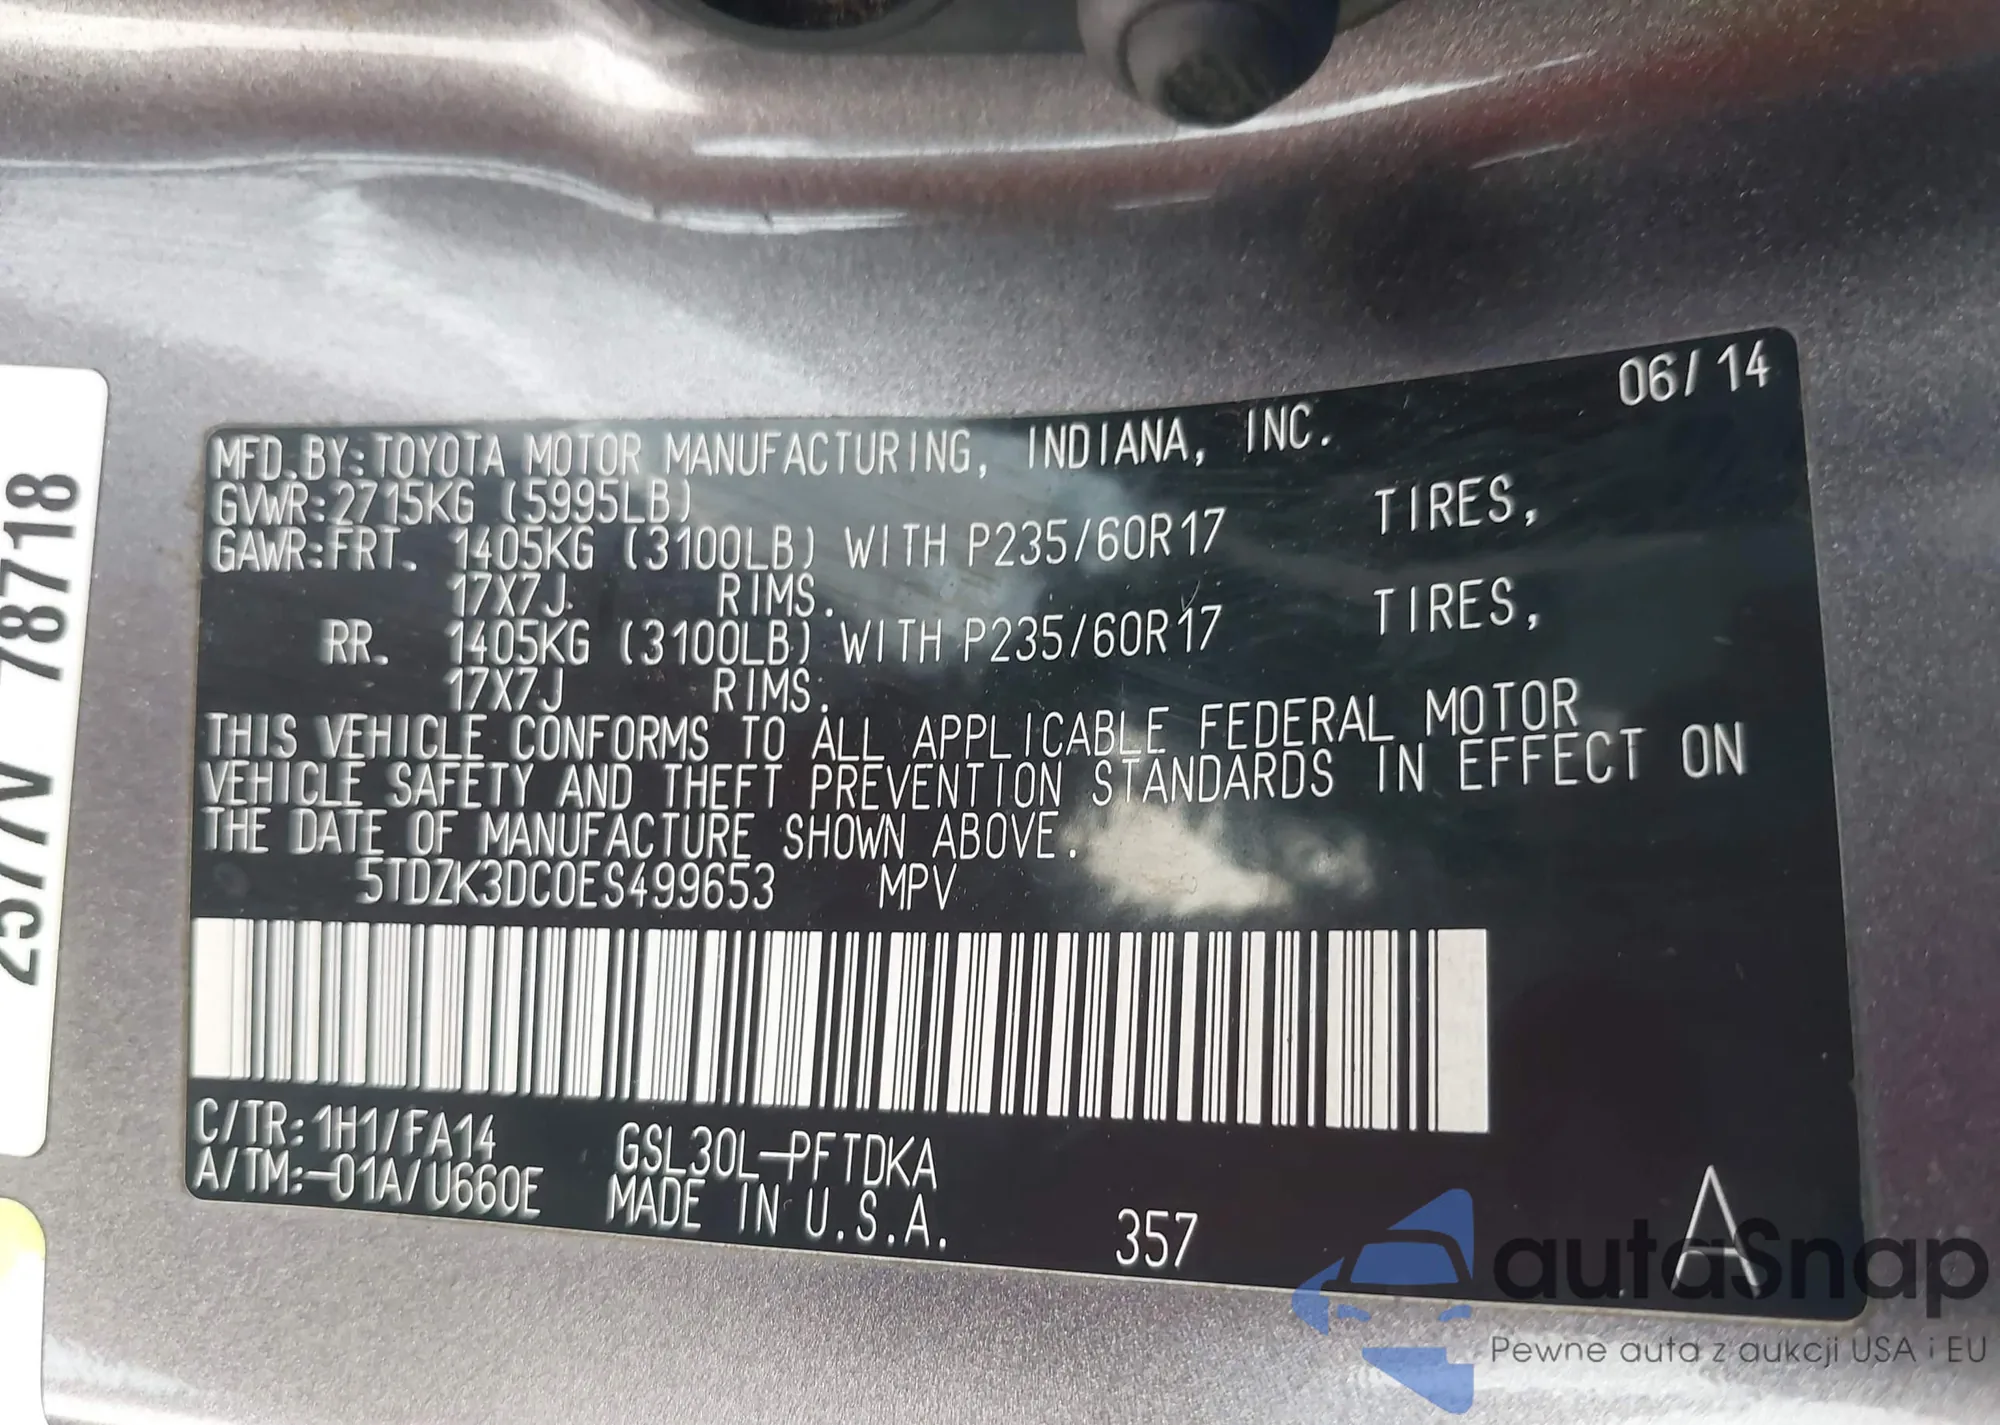 06/14
MFD.BY:TOYOTA MOTOR MANUFACTURING, INDIANA, INC.
GVWR:2715KG (5995LB)
GAWR:FRT. 1405KG (3100LB) WITH P235/60R17 TIRES,
17X7J RIMS.
RR. 1405KG (3100LB) WITH P235/60R17 TIRES,
17X7J RIMS.
THIS VEHICLE CONFORMS TO ALL APPLICABLE FEDERAL MOTOR
VEHICLE SAFETY AND THEFT PREVENTION STANDARDS IN EFFECT ON
THE DATE OF MANUFACTURE SHOWN ABOVE.
5TDZK3DC0ES499653 MPV
C/TR:1H1/FA14 GSL30L-PFTDKA
A/TM:-01A/U660E MADE IN U.S.A.
357
A
2577V 78718
autaSnap
Pewne auta z aukcji USA i EU